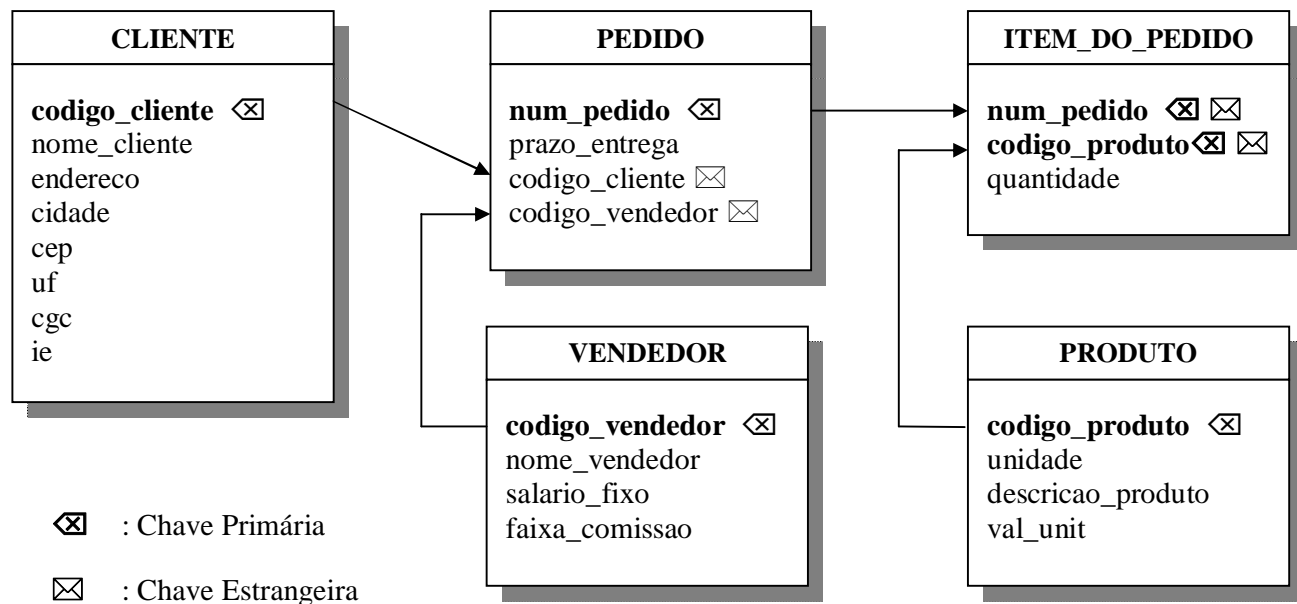 CLIENTE
codigo_cliente
nome_cliente
endereco
cidade
cep
uf
cgc
ie
PEDIDO
num_pedido
prazo_entrega
codigo_cliente
codigo_vendedor
ITEM_DO_PEDIDO
num_pedido
codigo_produto
quantidade
VENDEDOR
codigo_vendedor
nome_vendedor
salario_fixo
faixa_comissao
PRODUTO
codigo_produto
unidade
descricao_produto
val_unit
: Chave Primária
: Chave Estrangeira